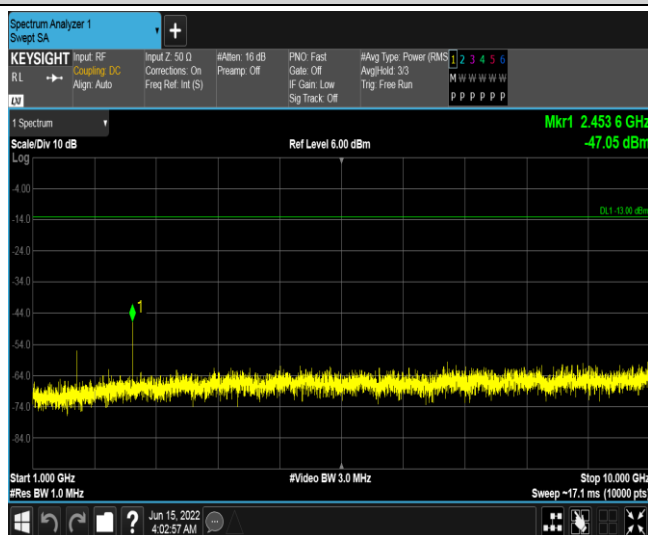 Spectrum Analyzer 1
Swept SA
+
KEYSIGHT
RL
LXI
Input: RF
Coupling: DC
Align: Auto
Input Z: 50 Ω
Corrections: On
Freq Ref: Int (S)
#Atten: 16 dB
Preamp: Off
PNO: Fast
Gate: Off
IF Gain: Low
Sig Track: Off
#Avg Type: Power (RMS
Avg|Hold: 3/3
Trig: Free Run
1 2 3 4 5 6
M W W W W W
P P P P P P
1 Spectrum
Scale/Div 10 dB
Ref Level 6.00 dBm
Mkr1 2.453 6 GHz
-47.05 dBm
Log
-4.00
DL1 -13.00 dBm
-14.0
-24.0
-34.0
1
-44.0
-54.0
-64.0
-74.0
-84.0
Start 1.000 GHz
#Video BW 3.0 MHz
Stop 10.000 GHz
#Res BW 1.0 MHz
Sweep ~17.1 ms (10000 pts)
?
Jun 15, 2022
4:02:57 AM